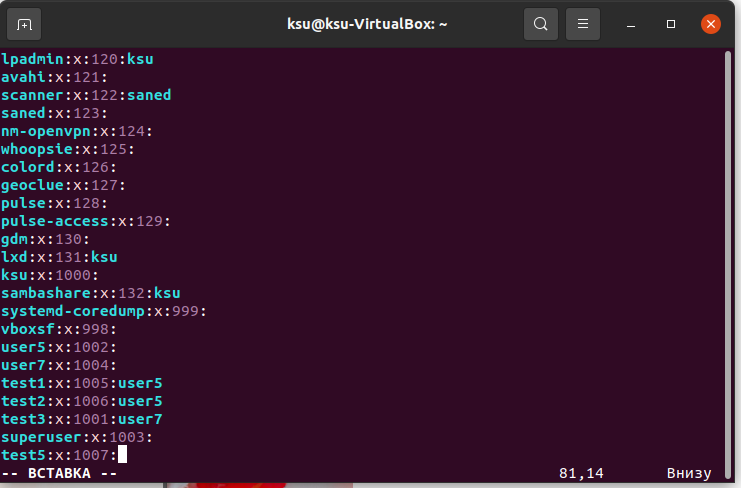 ksu@ksu-VirtualBox: ~
lpadmin:x:120:ksu
avahi:x:121:
scanner:x:122:saned
saned:x:123:
nm-openvpn:x:124:
whoopsie:x:125:
colord:x:126:
geoclue:x:127:
pulse:x:128:
pulse-access:x:129:
gdm:x:130:
lxd:x:131:ksu
ksu:x:1000:
sambashare:x:132:ksu
systemd-coredump:x:999:
vboxsf:x:998:
user5:x:1002:
user7:x:1004:
test1:x:1005:user5
test2:x:1006:user5
test3:x:1001:user7
superuser:x:1003:
test5:x:1007:
-- ВСТАВКА -- 81,14 Внизу